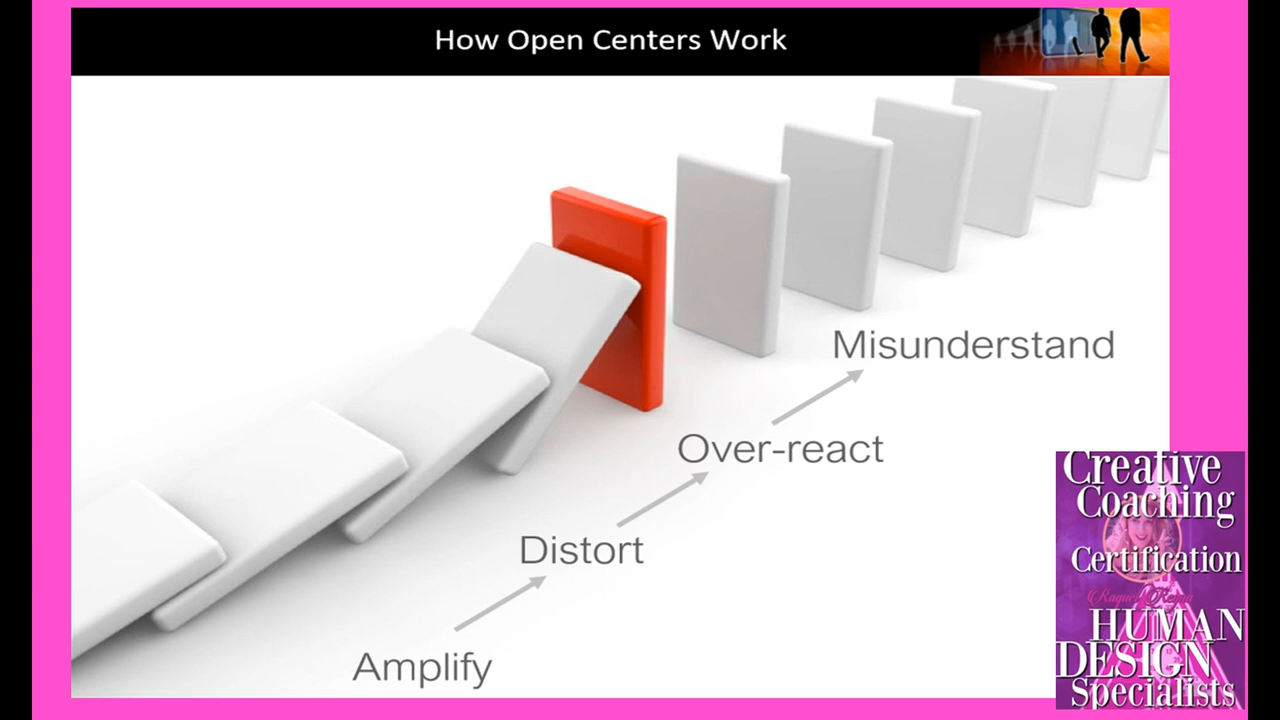 How Open Centers Work
Misunderstand
Over-react
Distort
Amplify
Creative
Coaching
Certification
HUMAN
DESIGN
Specialists